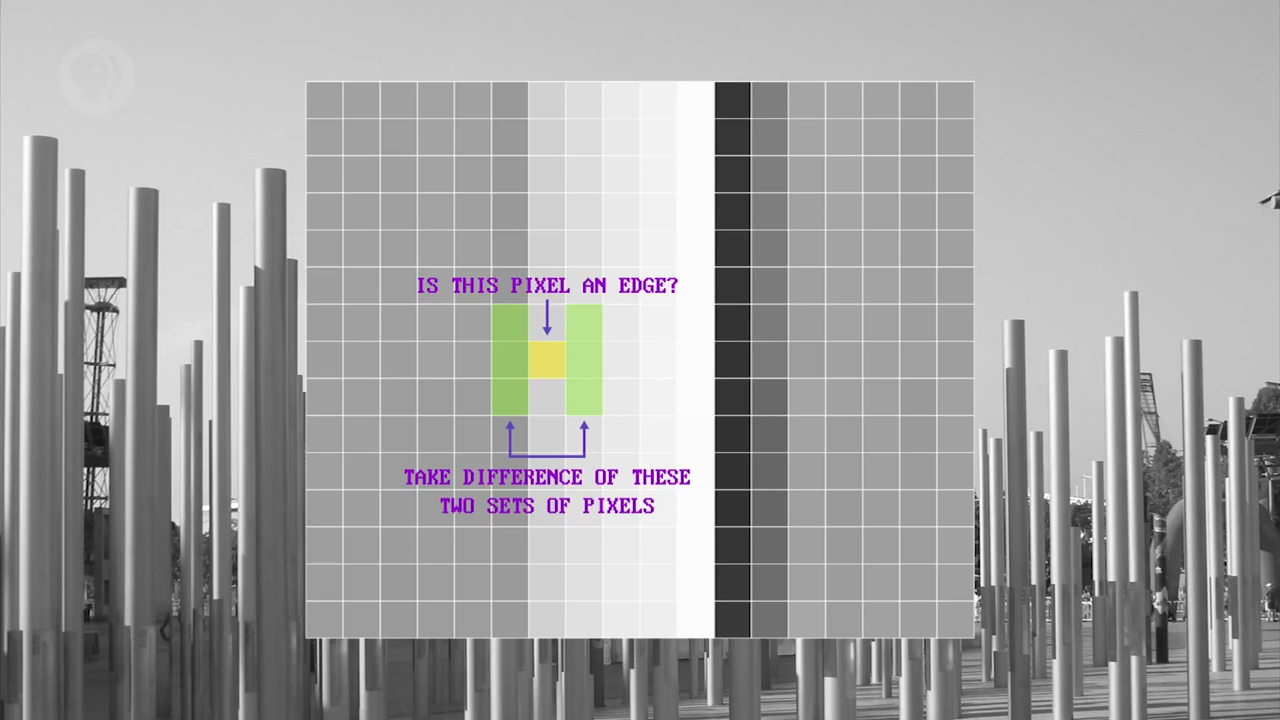 IS THIS PIXEL AN EDGE?
TAKE DIFFERENCE OF THESE
TWO SETS OF PIXELS